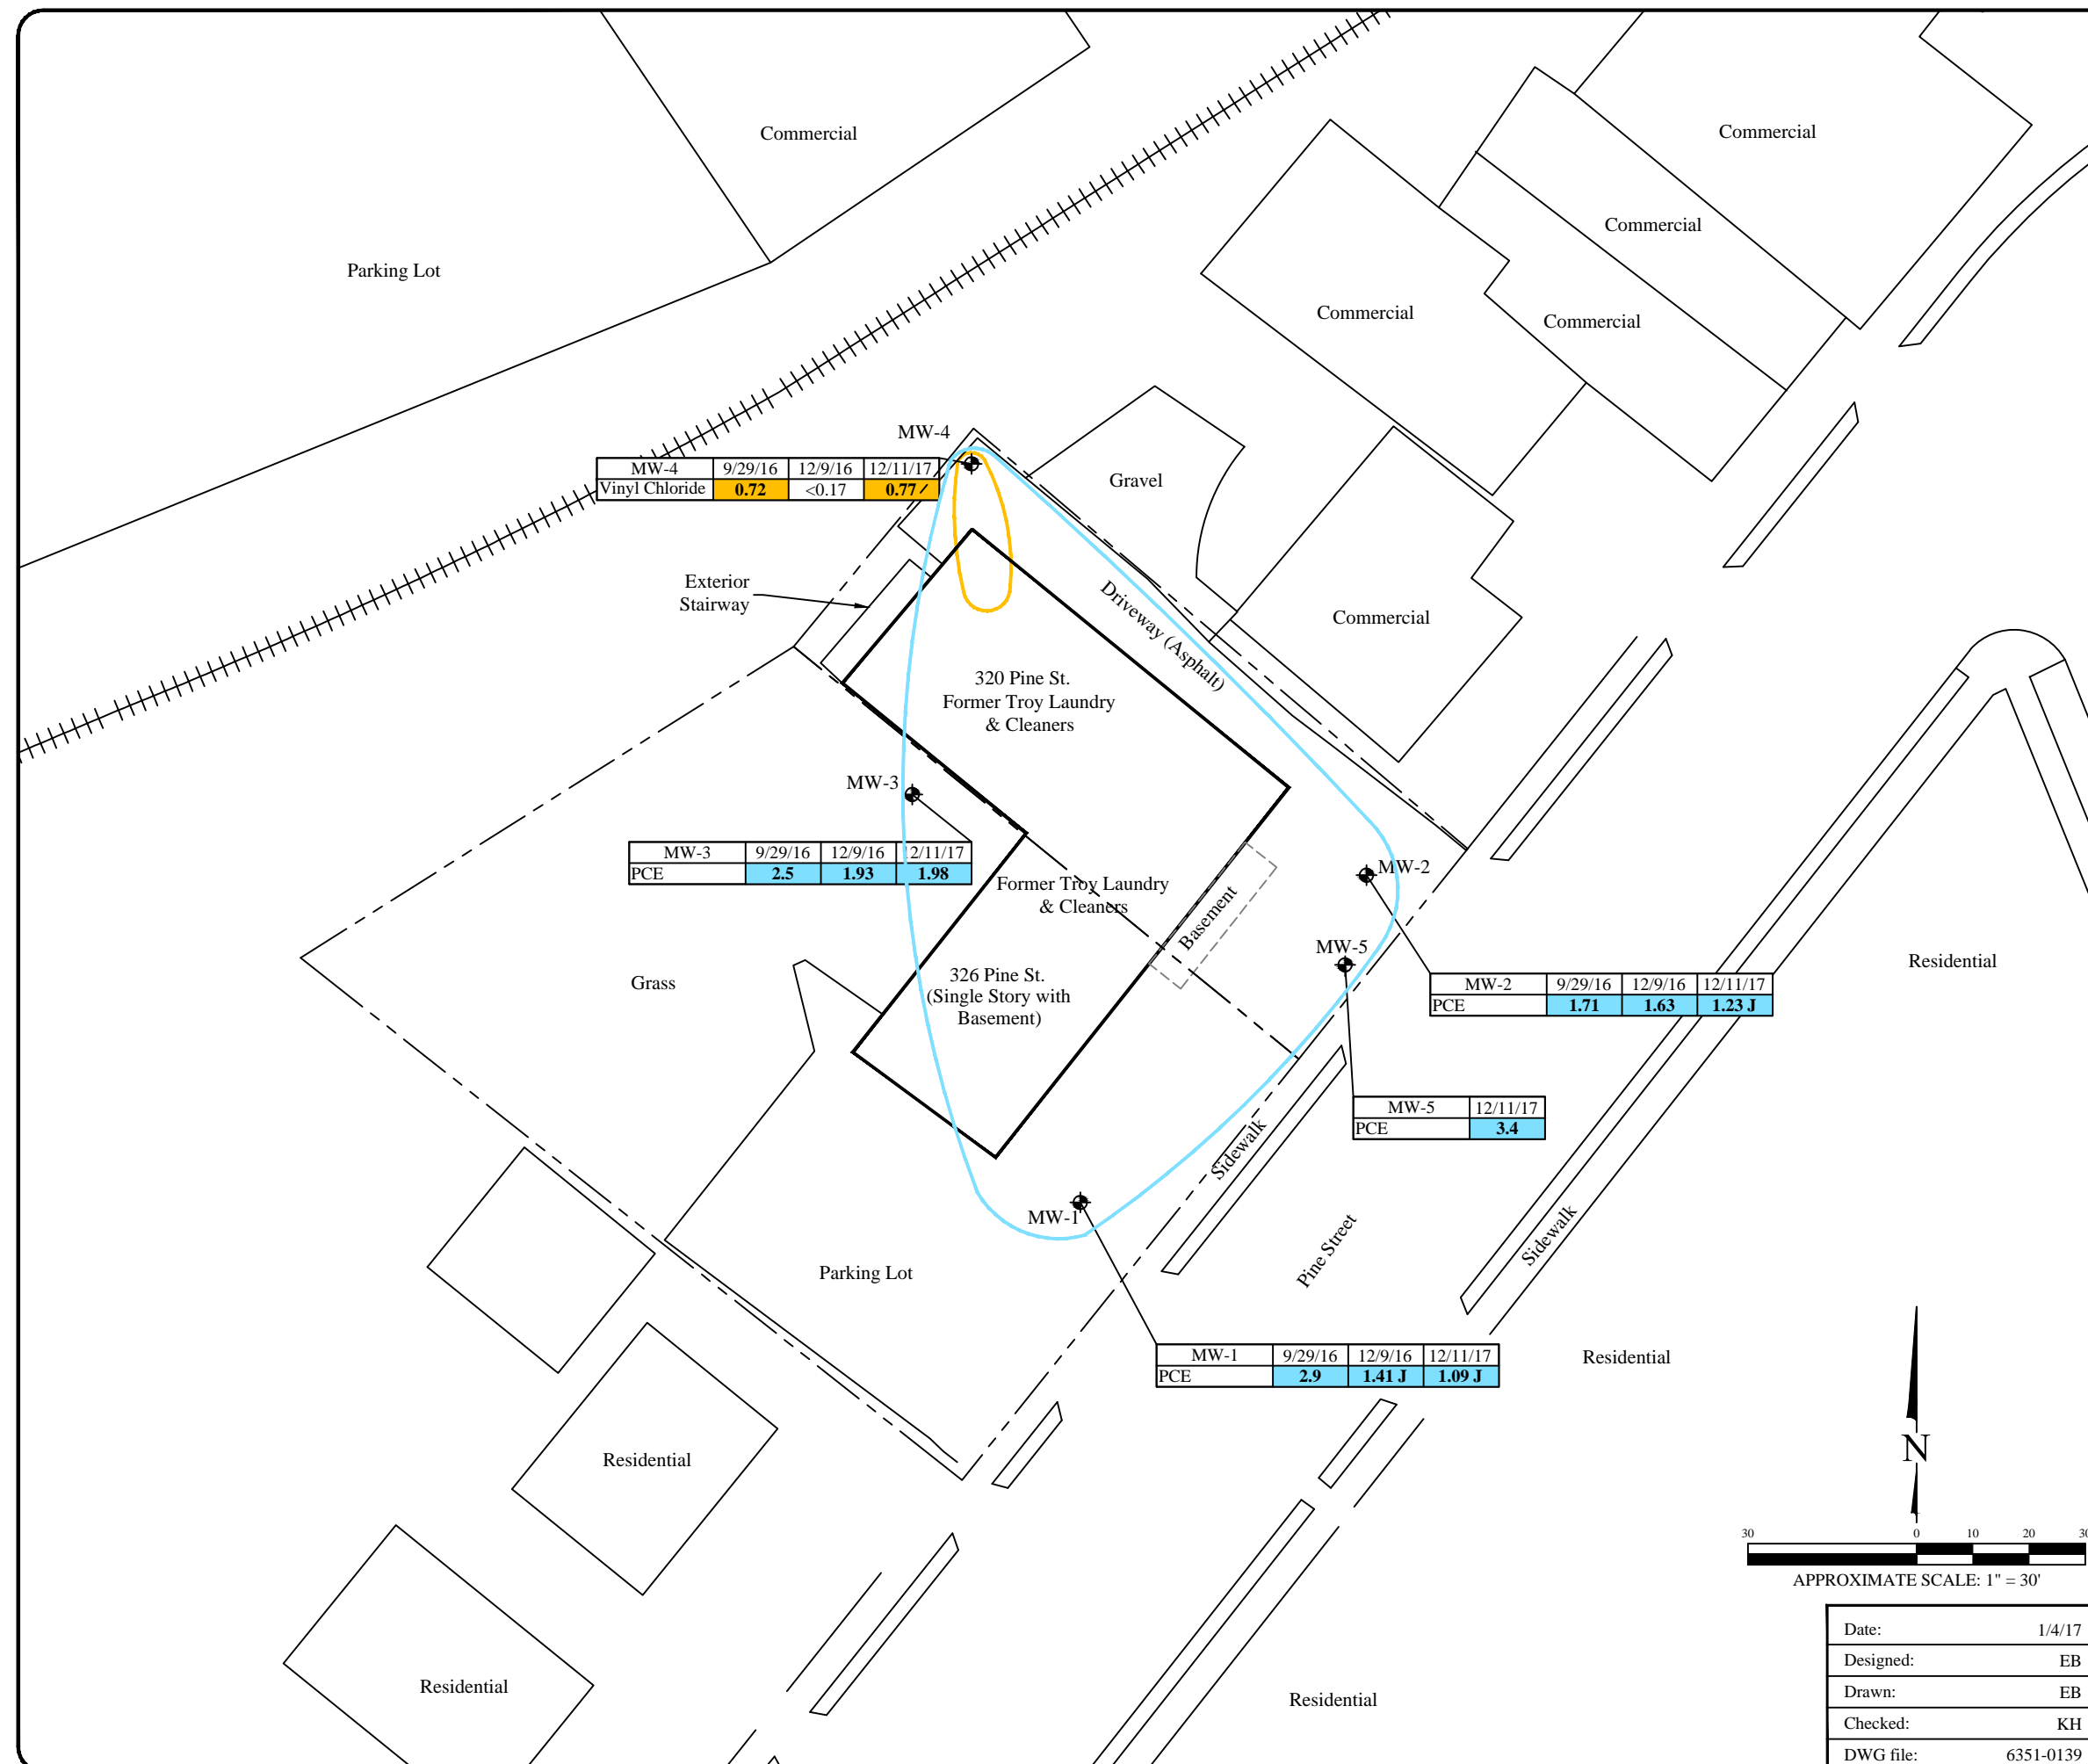 Commercial
Commercial
Commercial
Parking Lot
Commercial
Commercial
MW-4
MW-4 9/29/16 12/9/16 12/11/17
Vinyl Chloride 0.72 <0.17 0.77
Gravel
Exterior
Stairway
Driveway (Asphalt)
Commercial
320 Pine St.
Former Troy Laundry
& Cleaners
MW-3
MW-3 9/29/16 12/9/16 12/11/17
PCE 2.5 1.93 1.98
MW-2
Former Troy Laundry
& Cleaners
Basement
MW-5
Residential
Grass
326 Pine St.
(Single Story with
Basement)
MW-2 9/29/16 12/9/16 12/11/17
PCE 1.71 1.63 1.23 J
MW-5 12/11/17
PCE 3.4
Sidewalk
MW-1
Pine Street
Sidewalk
Parking Lot
MW-1 9/29/16 12/9/16 12/11/17
PCE 2.9 1.41 J 1.09 J
Residential
Residential
N
30 0 10 20 30
APPROXIMATE SCALE: 1" = 30'
Residential
Residential
Date: 1/4/17
Designed: EB
Drawn: EB
Checked: KH
DWG file: 6351-0139